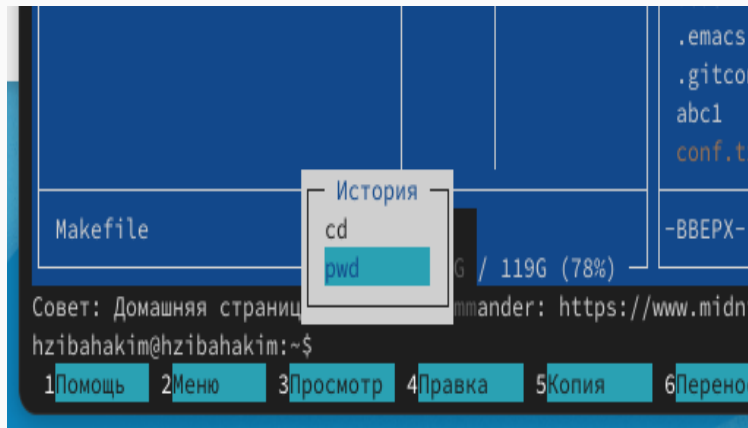 .emacs
.gitco
abc1
conf.t
История
cd
pwd
Makefile
-ВВЕРХ-
G / 119G (78%)
Совет: Домашняя страниц mmander: https://www.midn
hzibahakim@hzibahakim:~$
1Помощь 2Меню 3Просмотр 4Правка 5Копия 6Перено